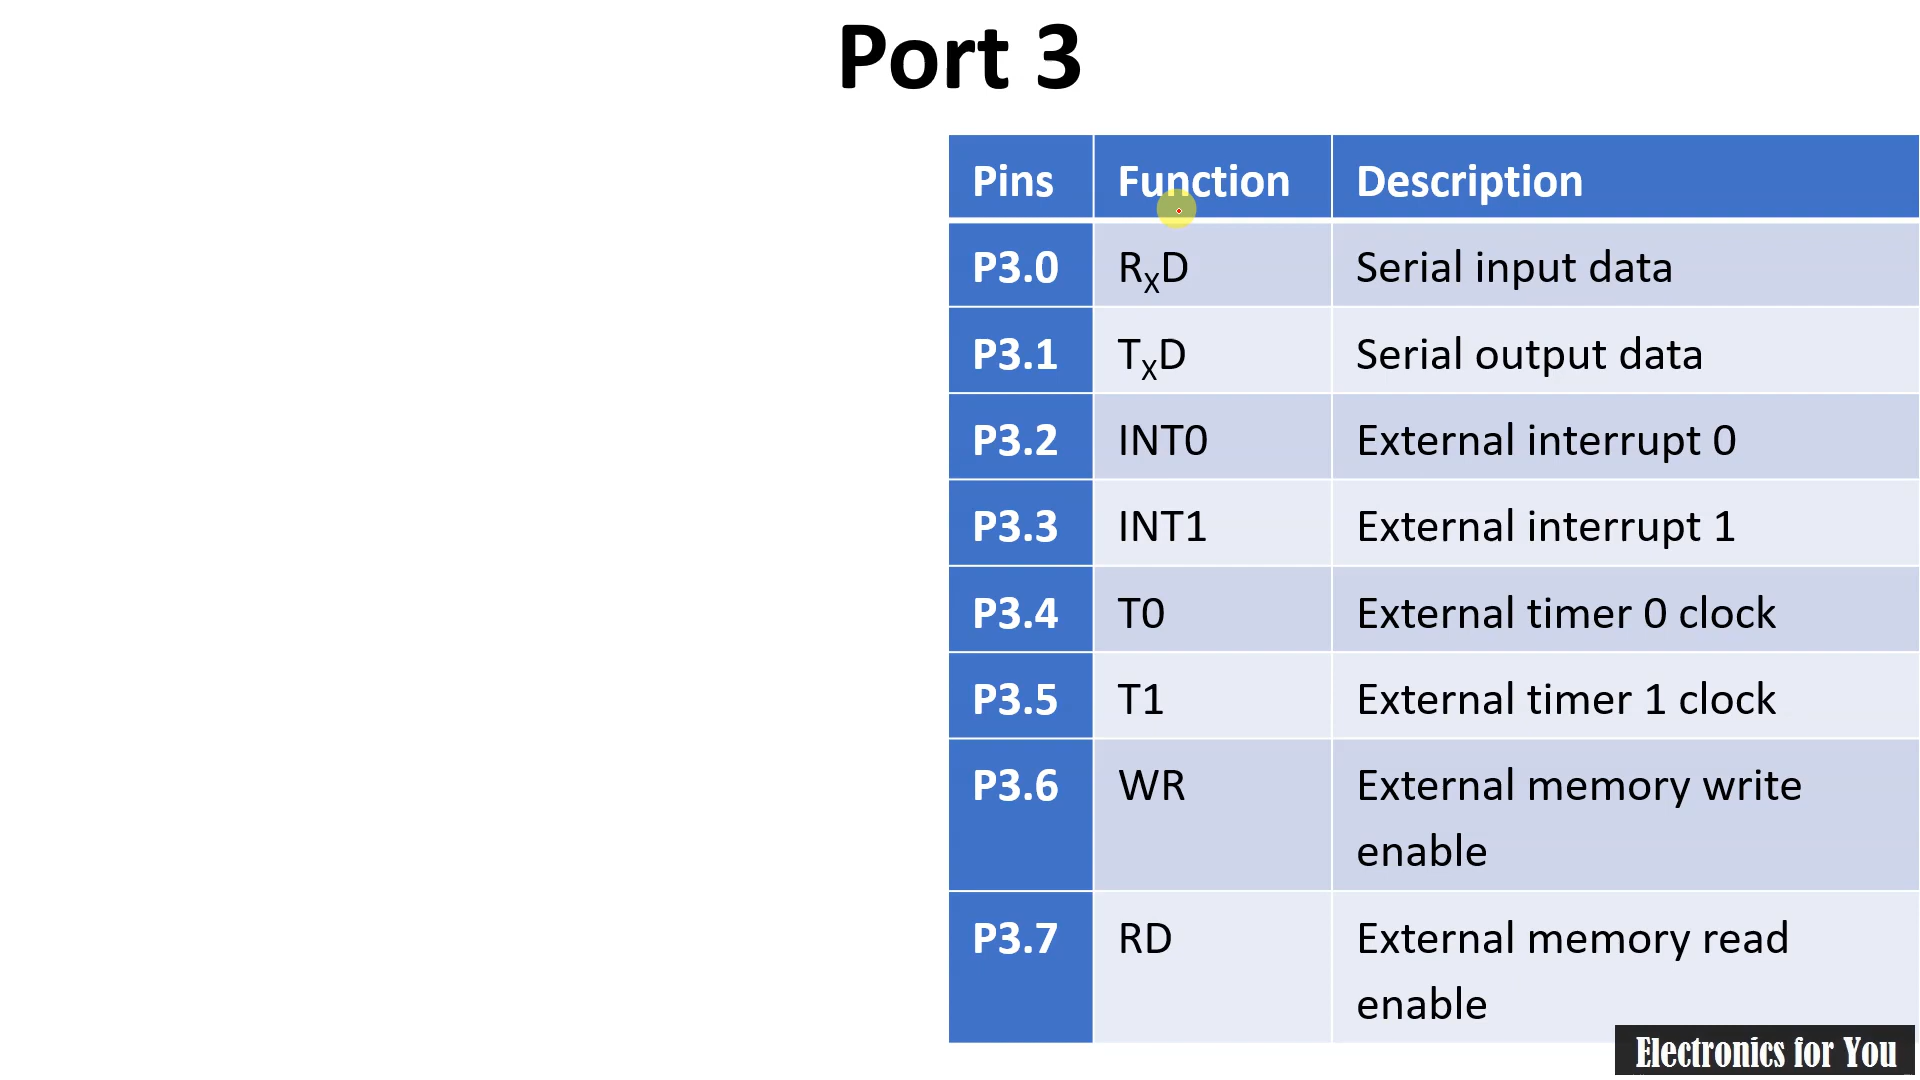 Port 3
Pins Function Description
P3.0 RXD Serial input data
P3.1 TXD Serial output data
P3.2 INT0 External interrupt 0
P3.3 INT1 External interrupt 1
P3.4 T0 External timer 0 clock
P3.5 T1 External timer 1 clock
P3.6 WR External memory write
enable
P3.7 RD External memory read
enable
Electronics for You